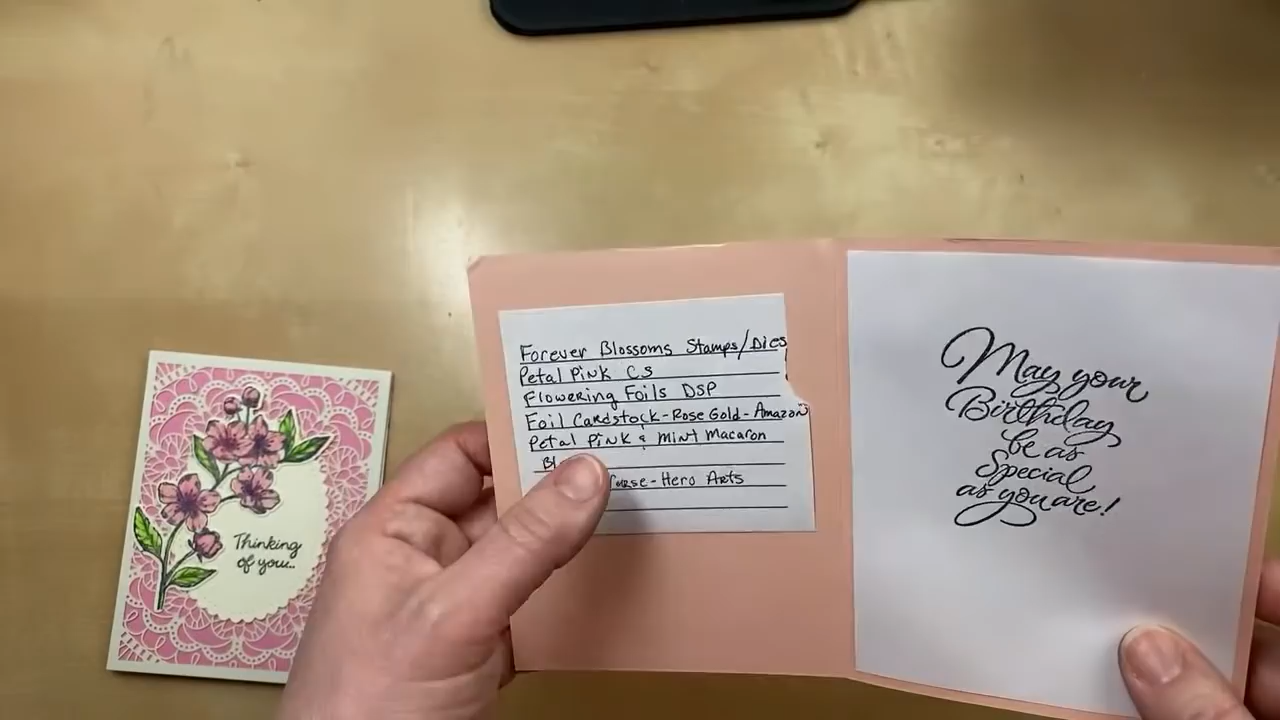 Forever Blossoms Stamps/Dies
Petal Pink CS
Flowering Foils DSP
Foil Cardstock-Rose Gold-Amazon
Petal Pink & Mint Macaron
- Hero Arts
May your
Birthday
be as
Special
as you are!
Thinking
of you...